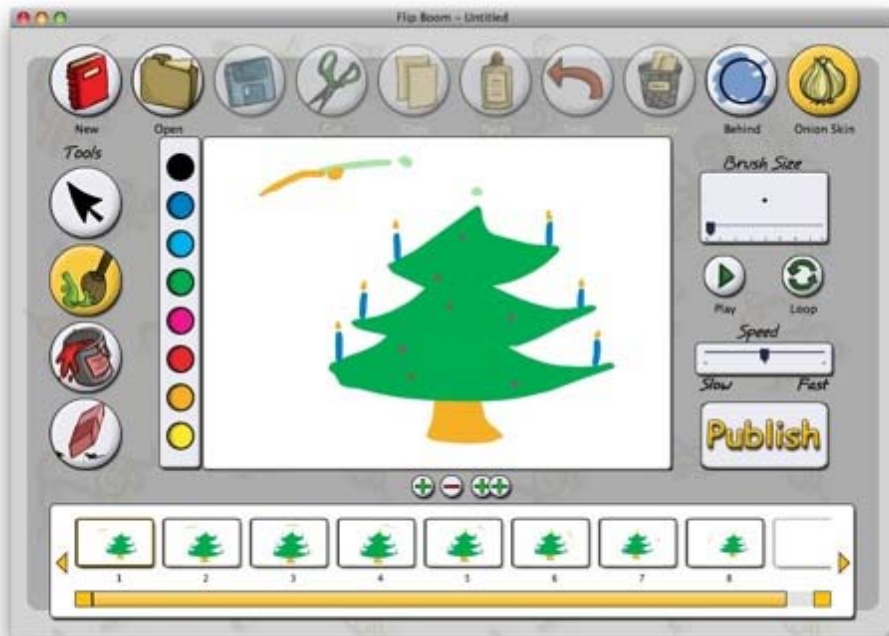 Flip Boom – Untitled
New
Open
Behind
Onion Skin
Tools
Brush Size
Play
Loop
Speed
Slow
Fast
Publish
1
2
3
4
5
6
7
8